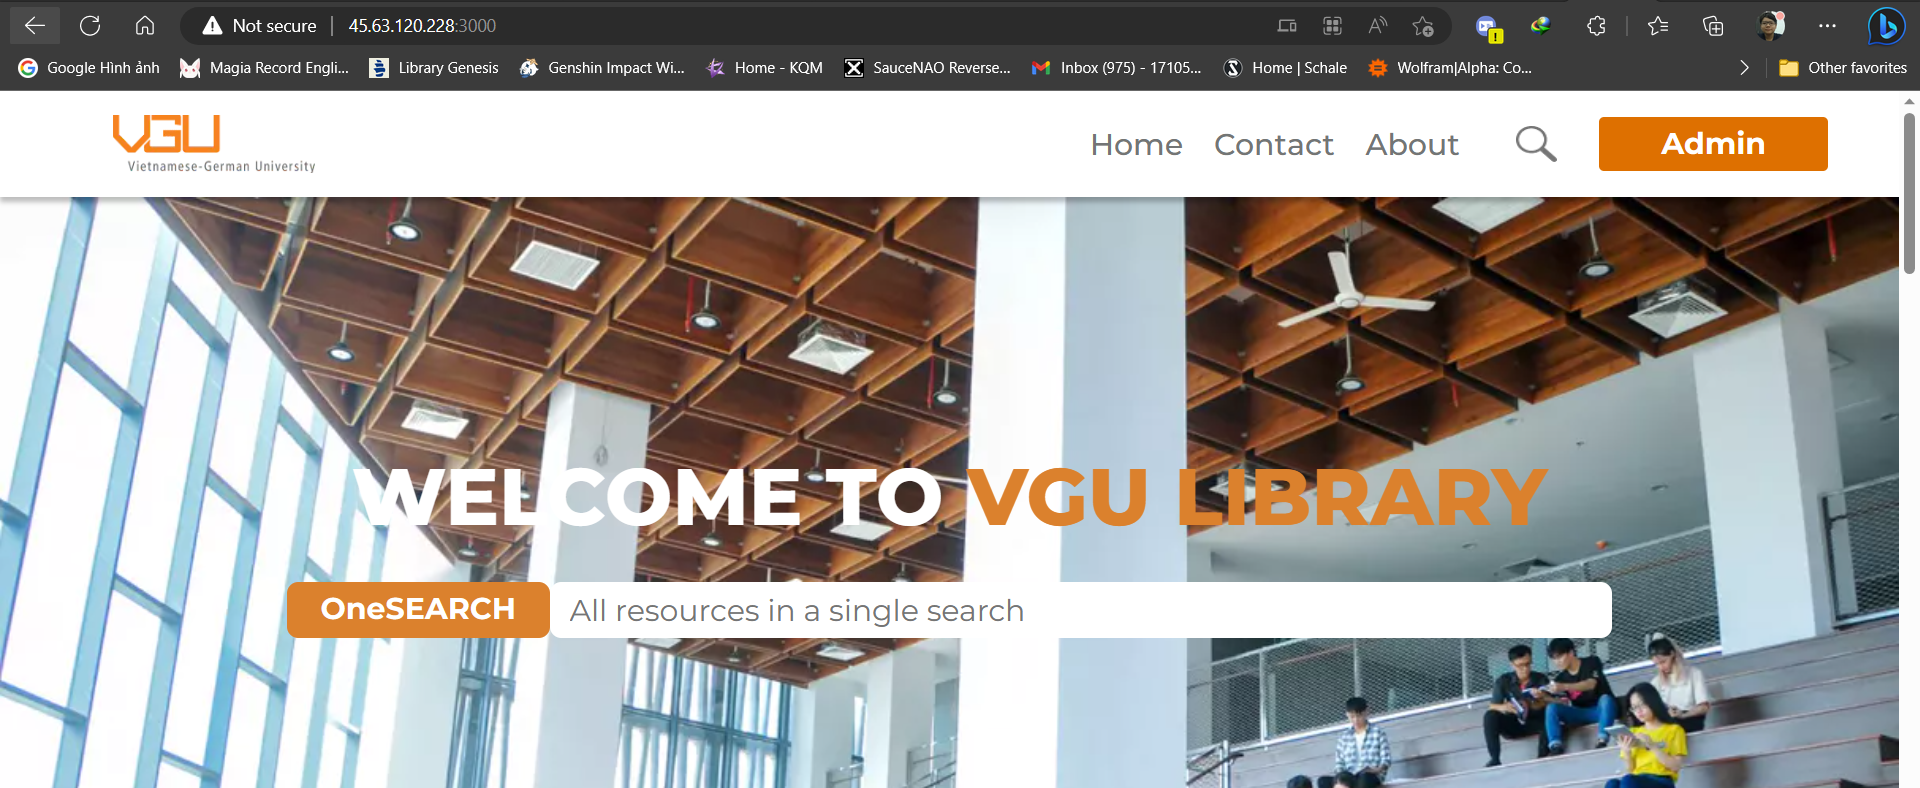 Not secure | 45.63.120.228:3000
Google Hình ảnh Magia Record Engli... Library Genesis Genshin Impact Wi... Home - KQM SauceNAO Reverse... Inbox (975) - 17105... Home | Schale Wolfram|Alpha: Co... Other favorites
VGU
Vietnamese-German University
Home Contact About Admin
WELCOME TO VGU LIBRARY
OneSEARCH All resources in a single search